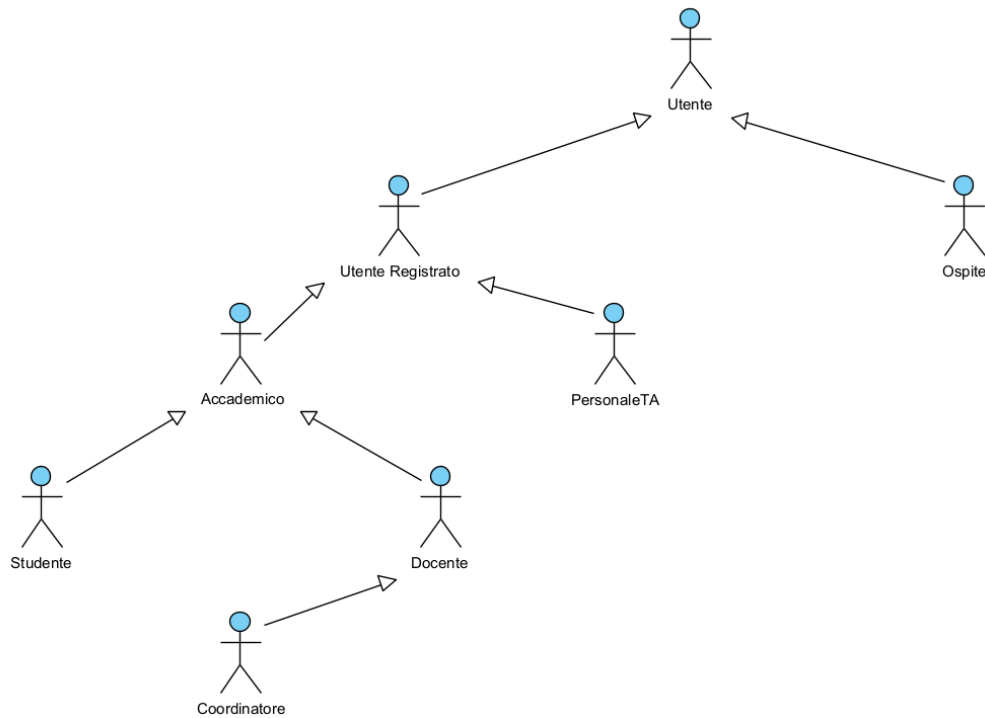 Utente
Utente Registrato
Ospite
Accademico
PersonaleTA
Studente
Docente
Coordinatore